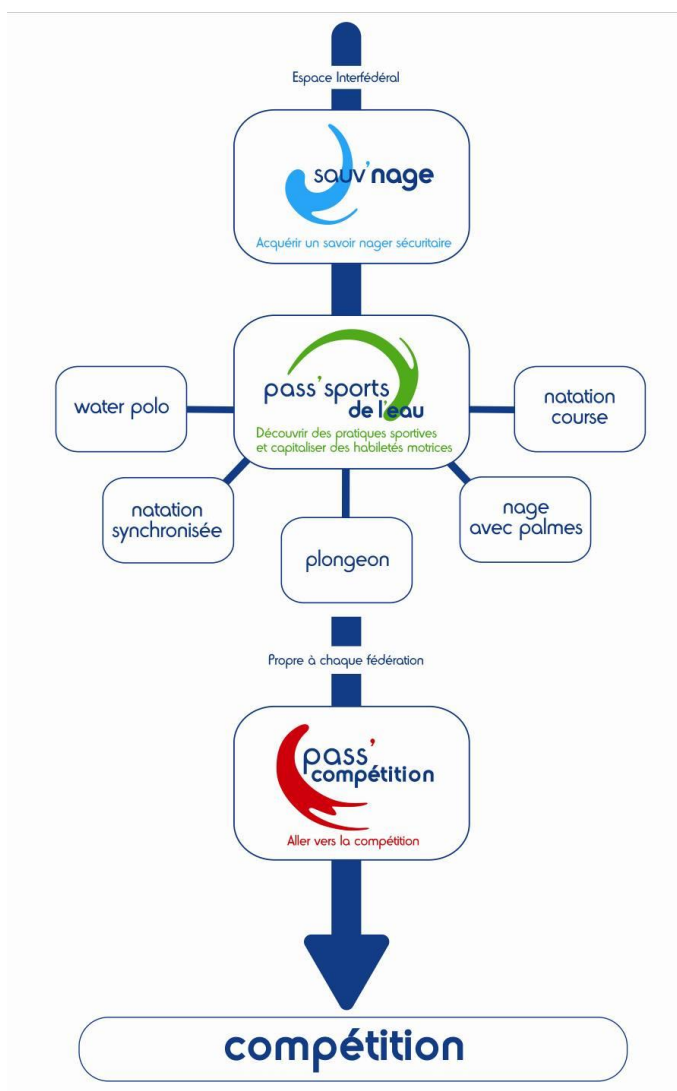 Espace Interfédéral
sauv'nage
Acquérir un savoir nager sécuritaire
pass'sports
de l'eau
Découvrir des pratiques sportives
et capitaliser des habiletés motrices
water polo
natation
course
natation
synchronisée
plongeon
nage
avec palmes
Propre à chaque fédération
pass'
compétition
Aller vers la compétition
compétition